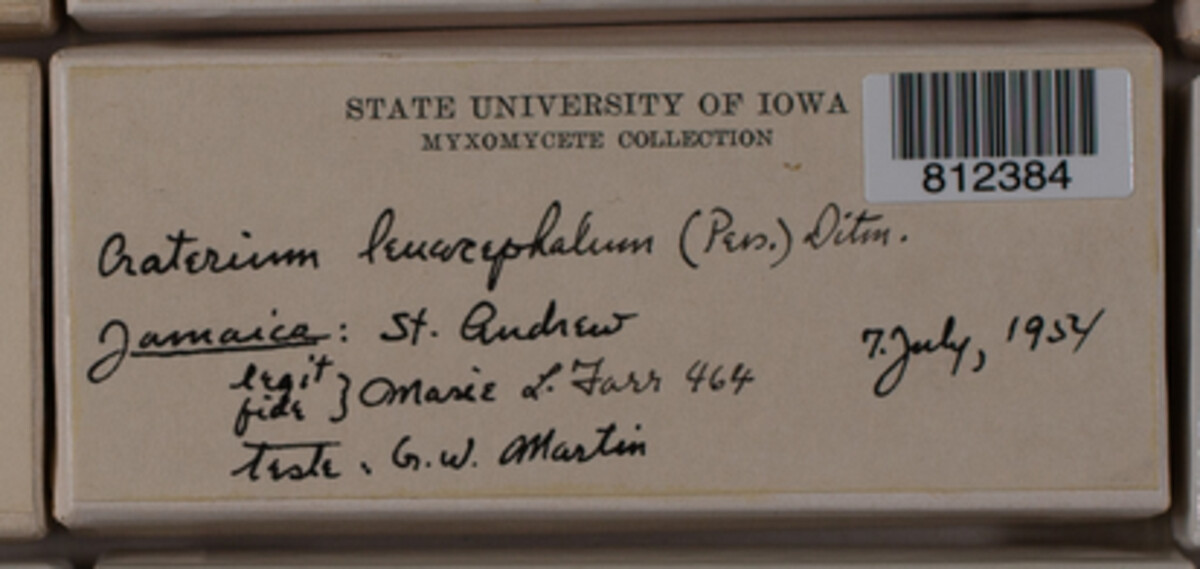 STATE UNIVERSITY OF IOWA
MYXOMYCETE COLLECTION
812384
Craterium leucocephalum (Pers.) Ditm.
Jamaica: St. Andrew
7. July, 1954
legit
fide } Marie L. Farr 464
teste. G. W. Martin